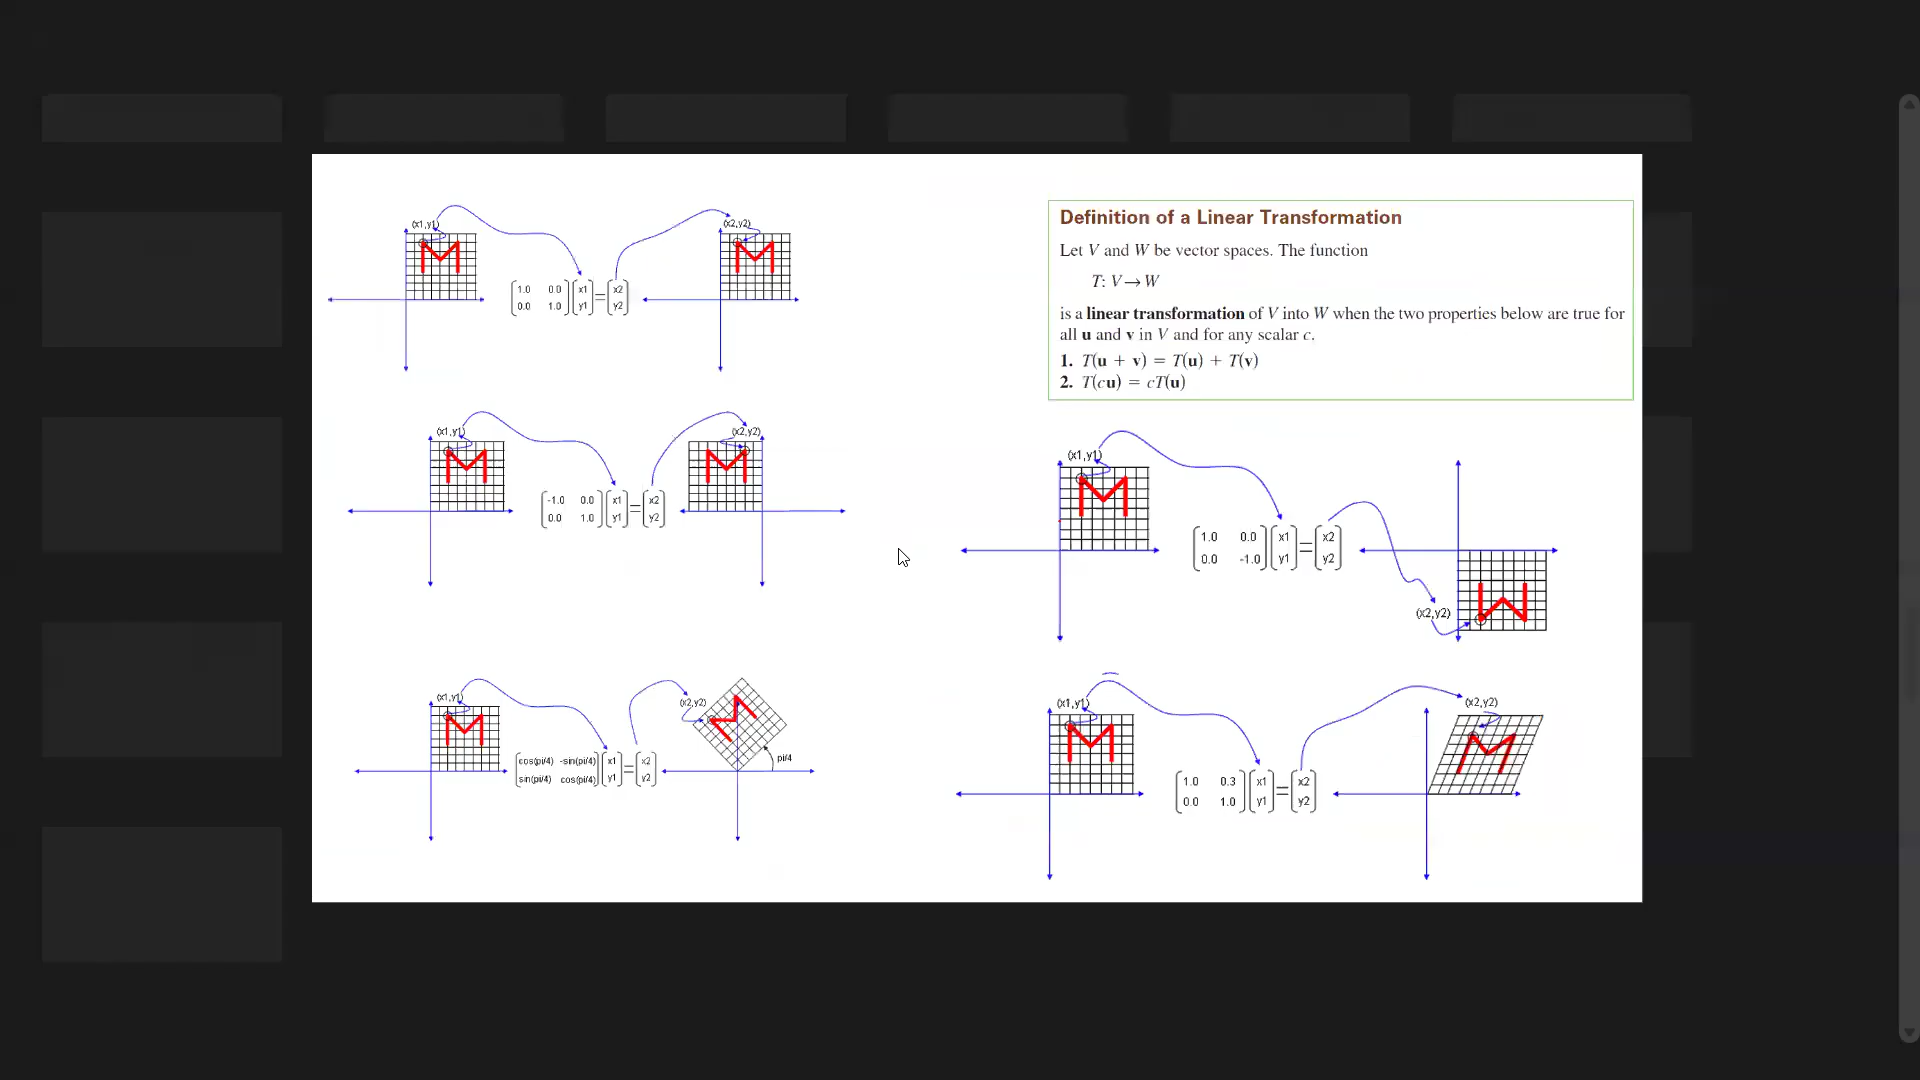 (x1,y1)
(x2,y2)
M
M
1.0 0.0 x1 = x2
0.0 1.0 y1 y2
Definition of a Linear Transformation
Let V and W be vector spaces. The function
T: V→W
is a linear transformation of V into W when the two properties below are true for
all u and v in V and for any scalar c.
1. T(u + v) = T(u) + T(v)
2. T(cu) = cT(u)
(x1,y1)
(x2,y2)
M
M
-1.0 0.0 x1 = x2
0.0 1.0 y1 y2
(x1,y1)
M
1.0 0.0 x1 = x2
0.0 -1.0 y1 y2
(x2,y2)
M
(x1,y1)
(x2,y2)
M
M
pi/4
cos(pi/4) -sin(pi/4) x1 = x2
sin(pi/4) cos(pi/4) y1 y2
(x1,y1)
(x2,y2)
M
M
1.0 0.3 x1 = x2
0.0 1.0 y1 y2